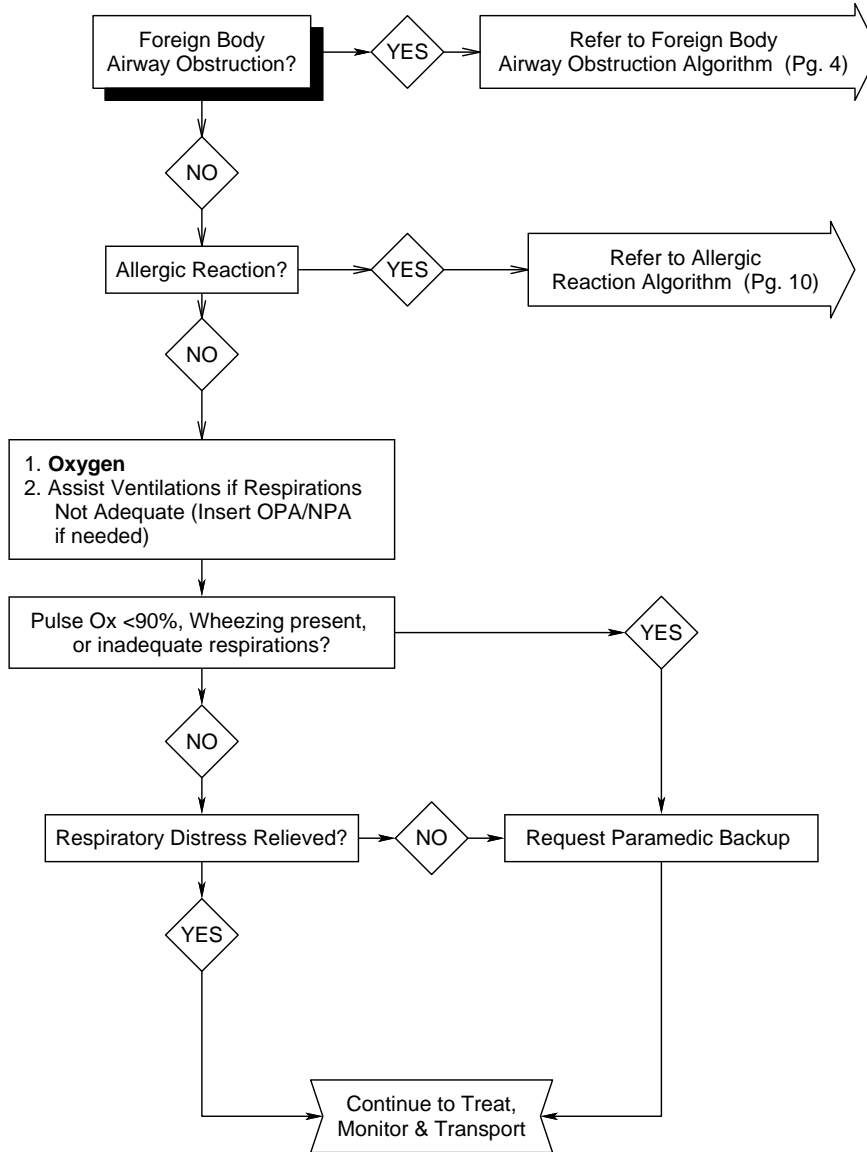 Foreign Body
Airway Obstruction?
YES
Refer to Foreign Body
Airway Obstruction Algorithm (Pg. 4)
NO
Allergic Reaction?
YES
Refer to Allergic
Reaction Algorithm (Pg. 10)
NO
1. Oxygen
2. Assist Ventilations if Respirations
Not Adequate (Insert OPA/NPA
if needed)
Pulse Ox <90%, Wheezing present,
or inadequate respirations?
YES
NO
Respiratory Distress Relieved?
NO
Request Paramedic Backup
YES
Continue to Treat,
Monitor & Transport